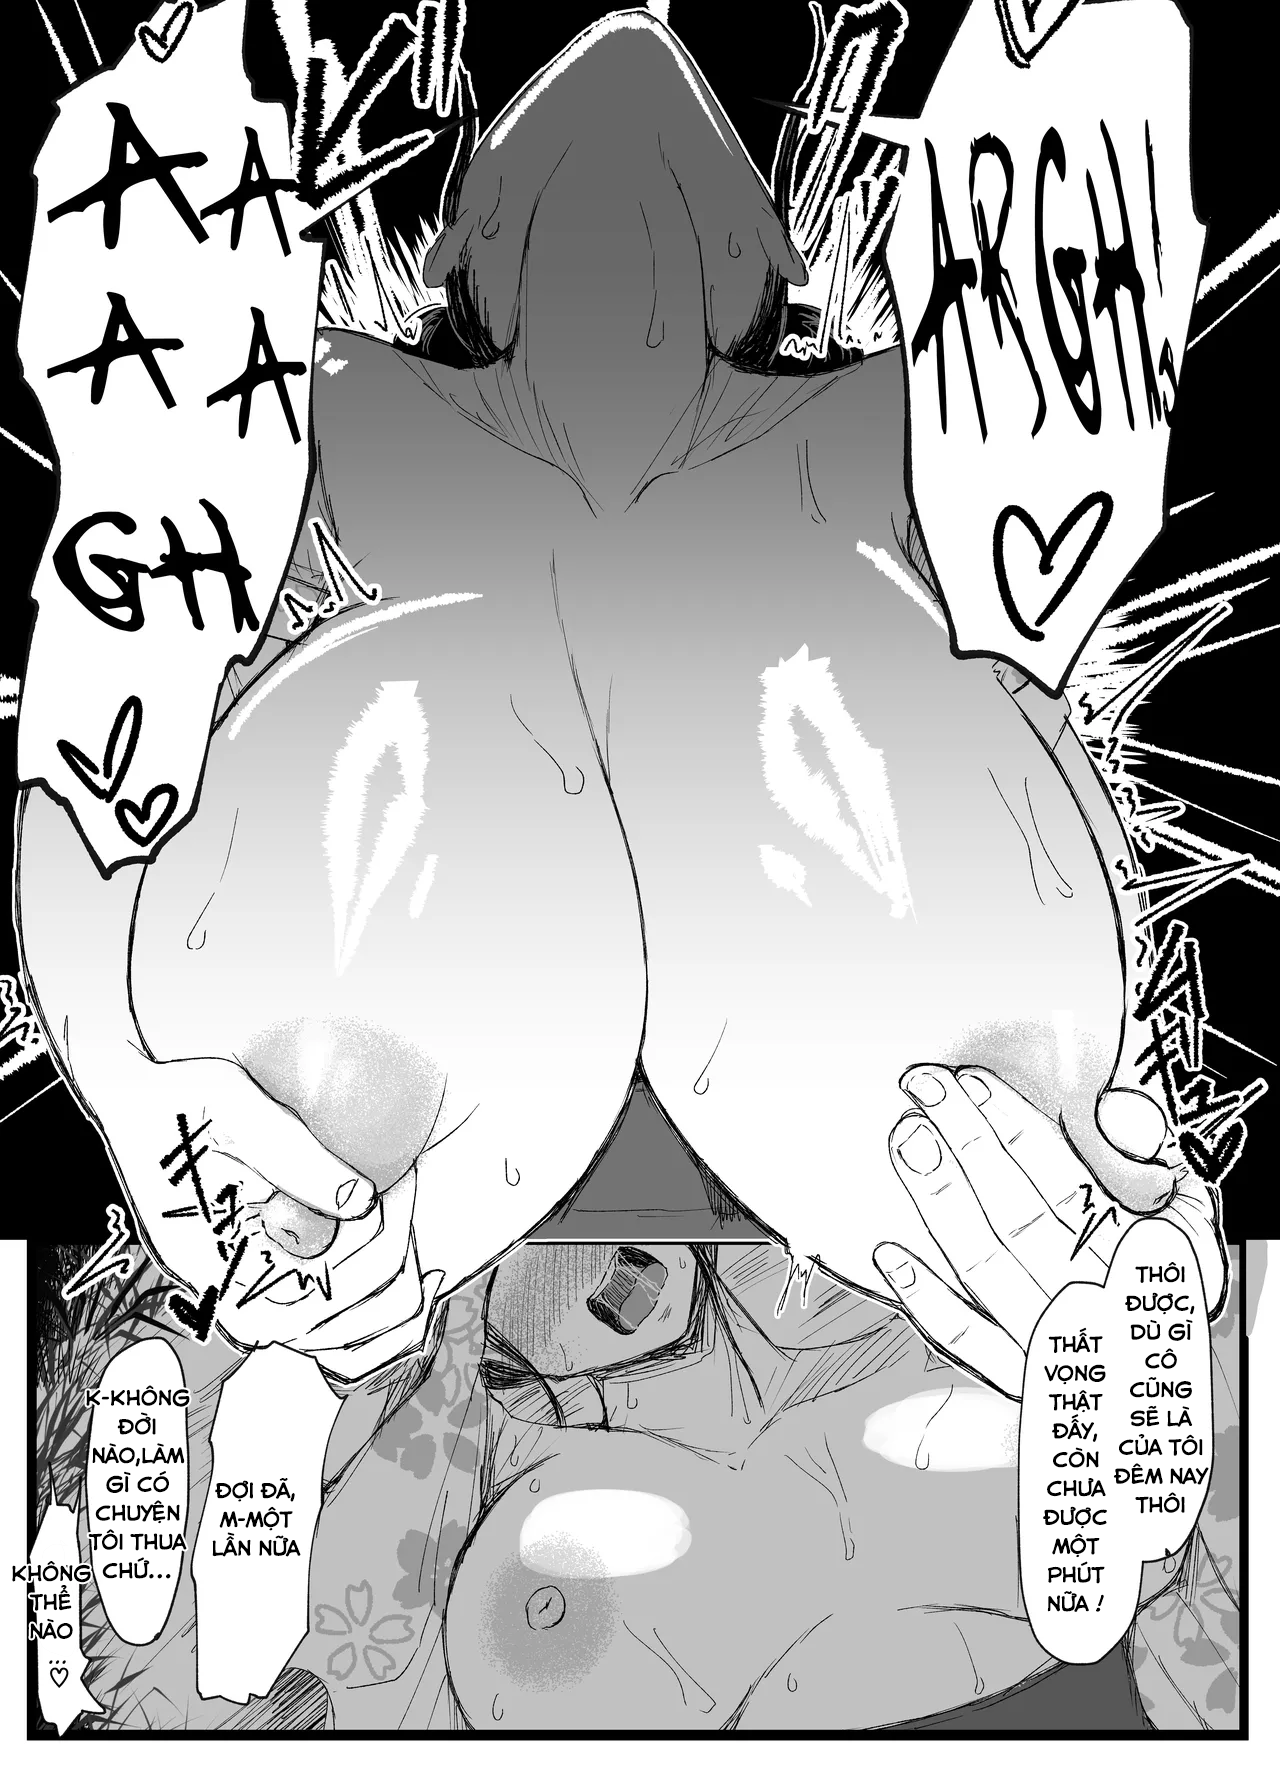 ARGH!
A A
A A
GH
THÔI
ĐƯỢC,
DÙ GÌ
CÔ
CŨNG
SẼ LÀ
CỦA TÔI
ĐÊM NAY
THÔI
THẤT
VỌNG
THẬT
ĐẤY,
CÒN
CHƯA
ĐƯỢC
MỘT
PHÚT
NỮA !
ĐỢI ĐÃ,
M-MỘT
LẦN NỮA
K-KHÔNG
ĐỜI
NÀO,LÀM
GÌ CÓ
CHUYỆN
TÔI THUA
CHỨ...
KHÔNG
THỂ
NÀO
...
♡